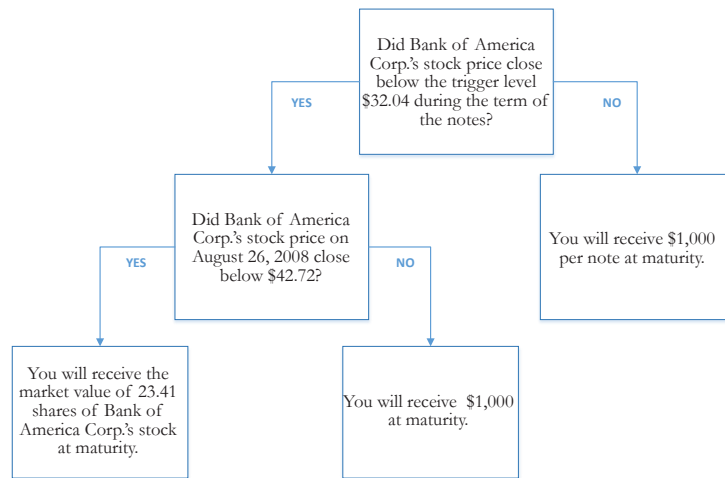 Did Bank of America
Corp.'s stock price close
below the trigger level
$32.04 during the term of
the notes?
YES
NO
Did Bank of America
Corp.'s stock price on
August 26, 2008 close
below $42.72?
You will receive $1,000
per note at maturity.
YES
NO
You will receive the
market value of 23.41
shares of Bank of
America Corp.'s stock
at maturity.
You will receive $1,000
at maturity.